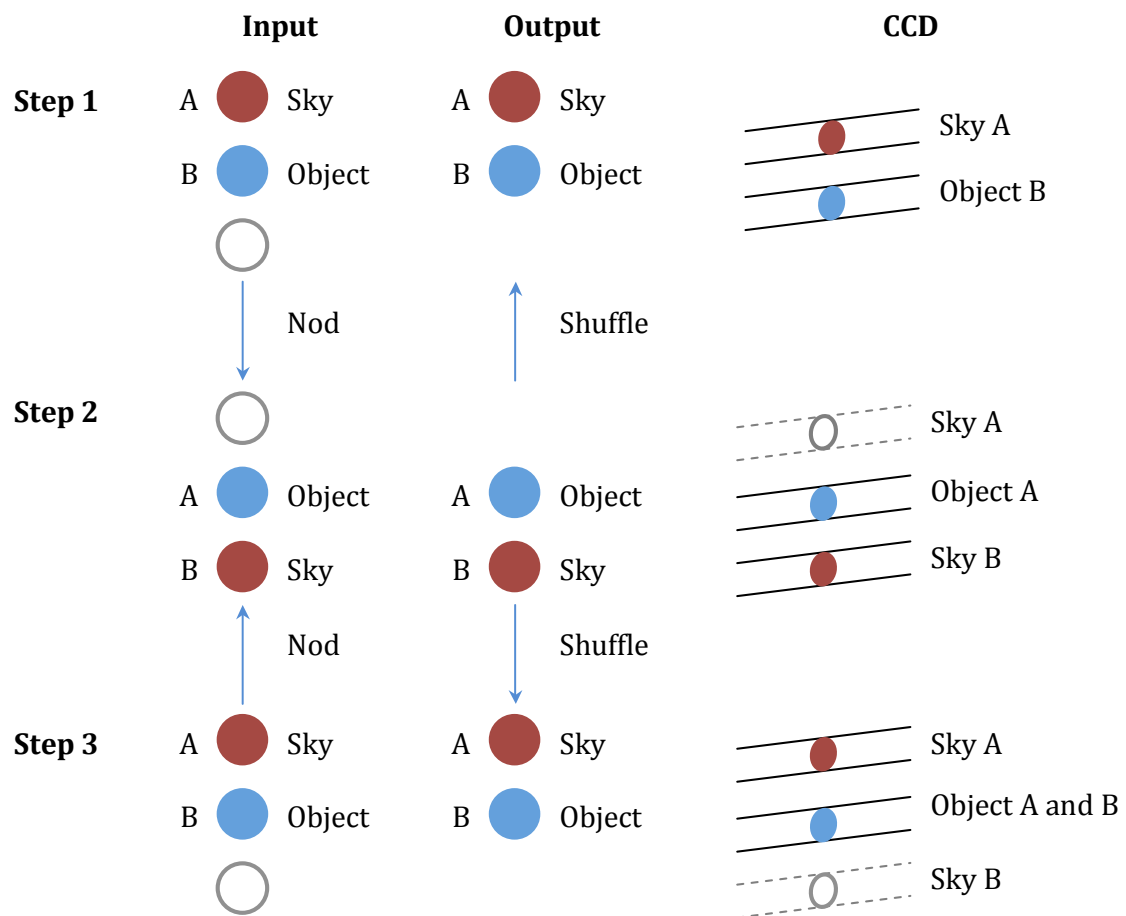 Input Output CCD
Step 1 A Sky A Sky Sky A
B Object B Object Object B
Nod Shuffle
Step 2 Sky A
A Object A Object Object A
B Sky B Sky Sky B
Nod Shuffle
Step 3 A Sky A Sky Sky A
B Object B Object Object A and B
Sky B